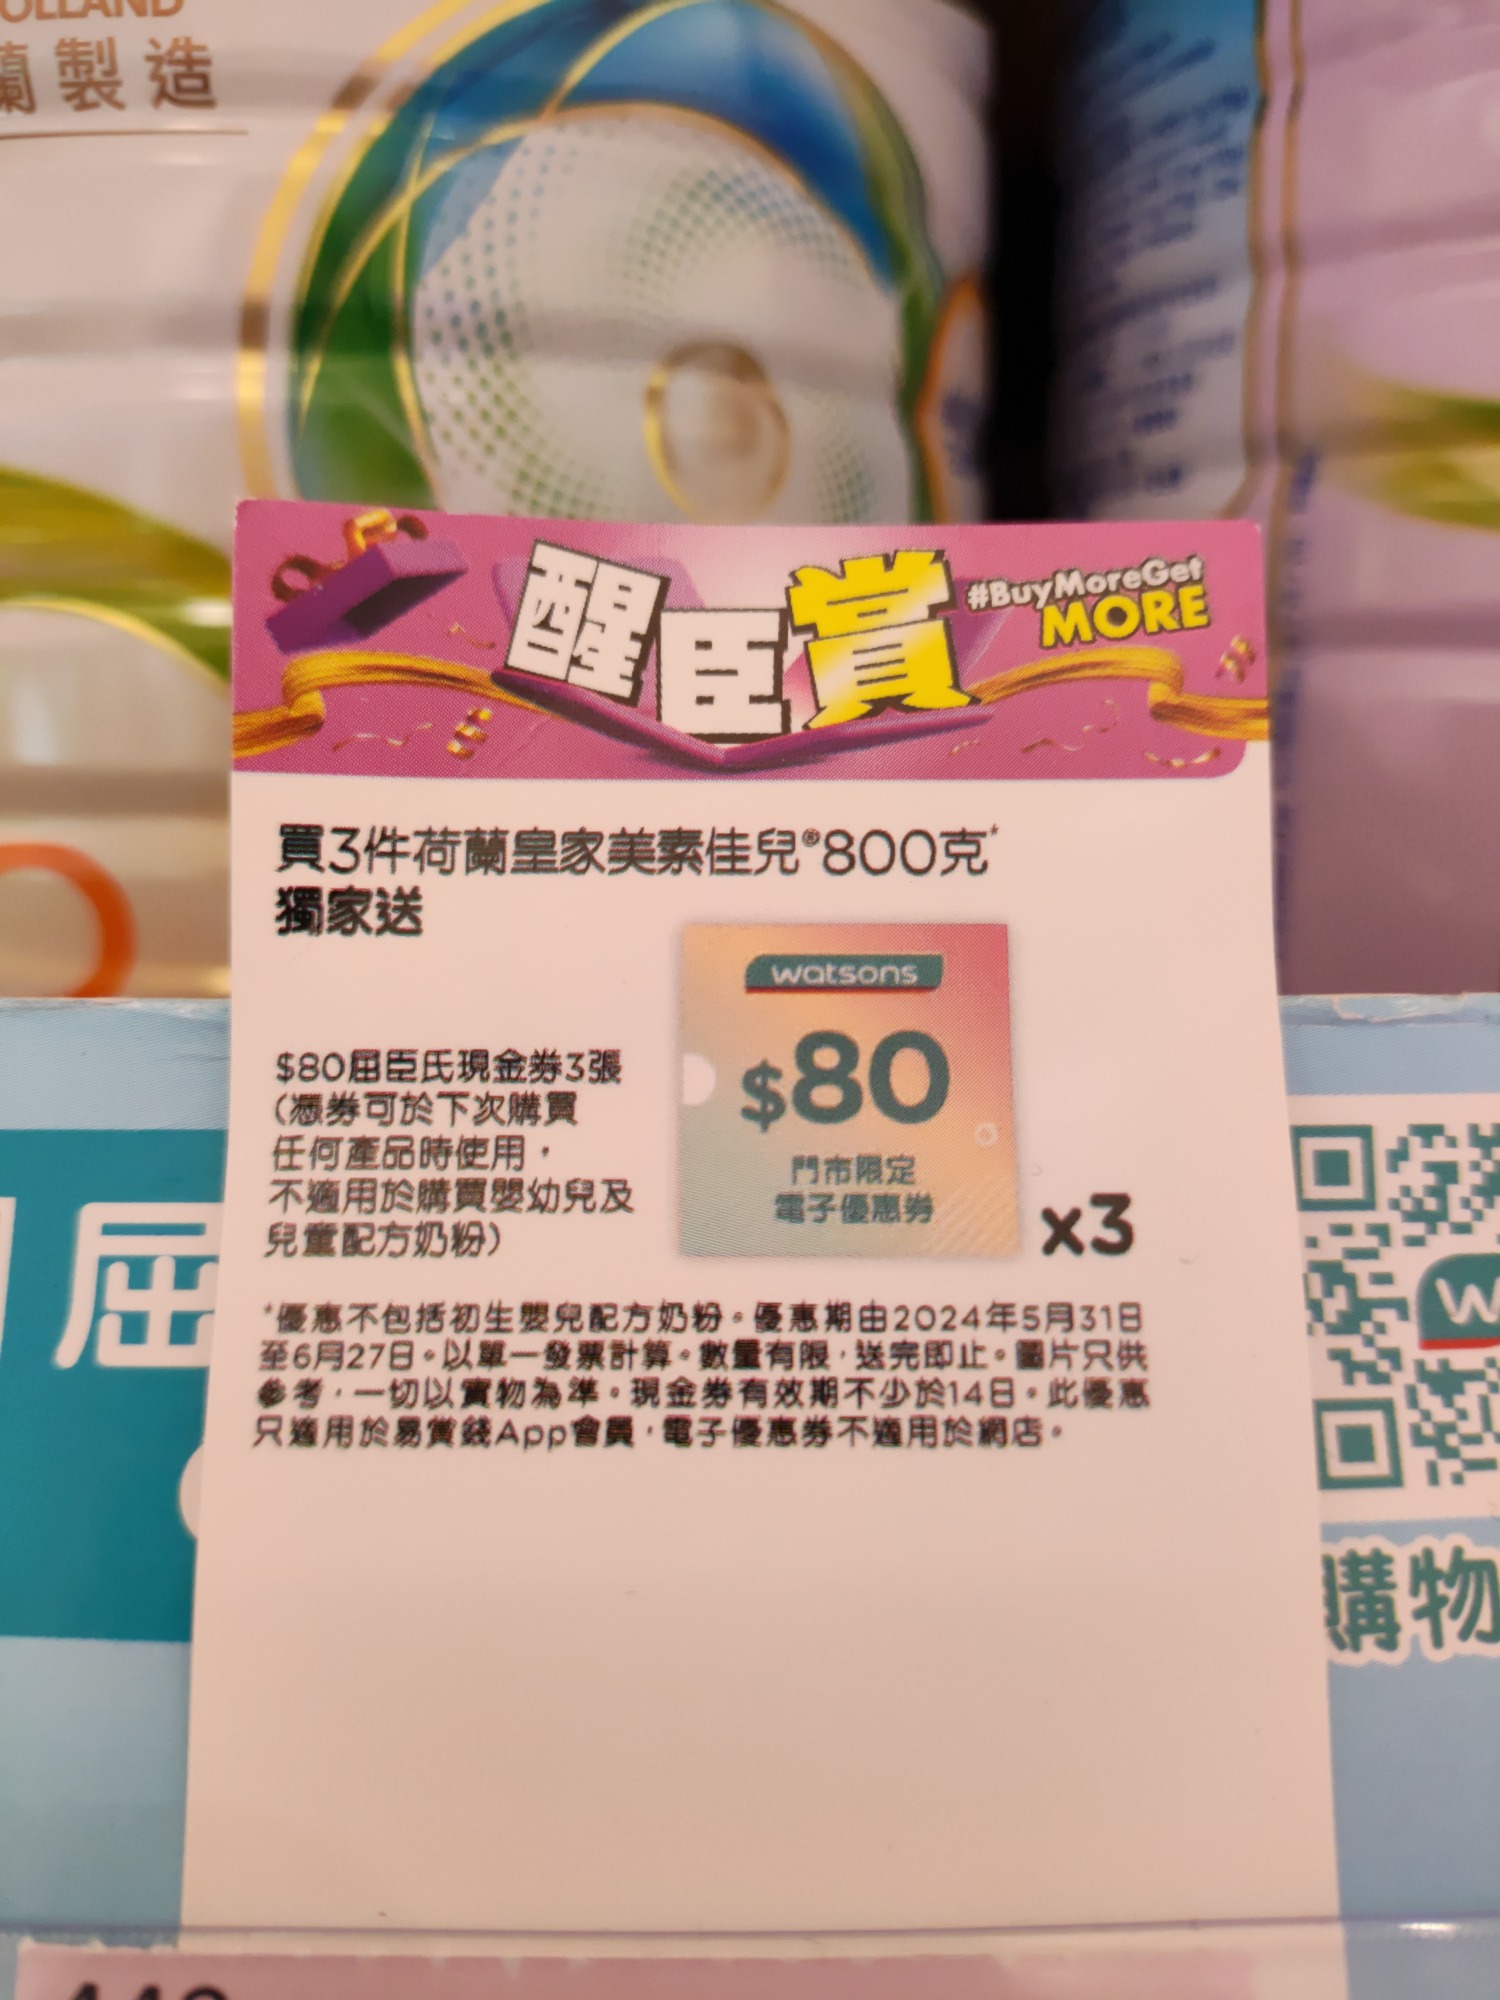 OLLAND
蘭製造
醒臣賞
#BuyMoreGet
MORE
買3件荷蘭皇家美素佳兒®800克*
獨家送
watsons
$80
門市限定
電子優惠券
x3
$80屈臣氏現金券3張
(憑券可於下次購買
任何產品時使用，
不適用於購買嬰幼兒及
兒童配方奶粉)
*優惠不包括初生嬰兒配方奶粉。優惠期由2024年5月31日
至6月27日。以單一發票計算。數量有限，送完即止。圖片只供
參考，一切以實物為準。現金券有效期不少於14日。此優惠
只適用於易賞錢App會員，電子優惠券不適用於網店。
屈
W
購物